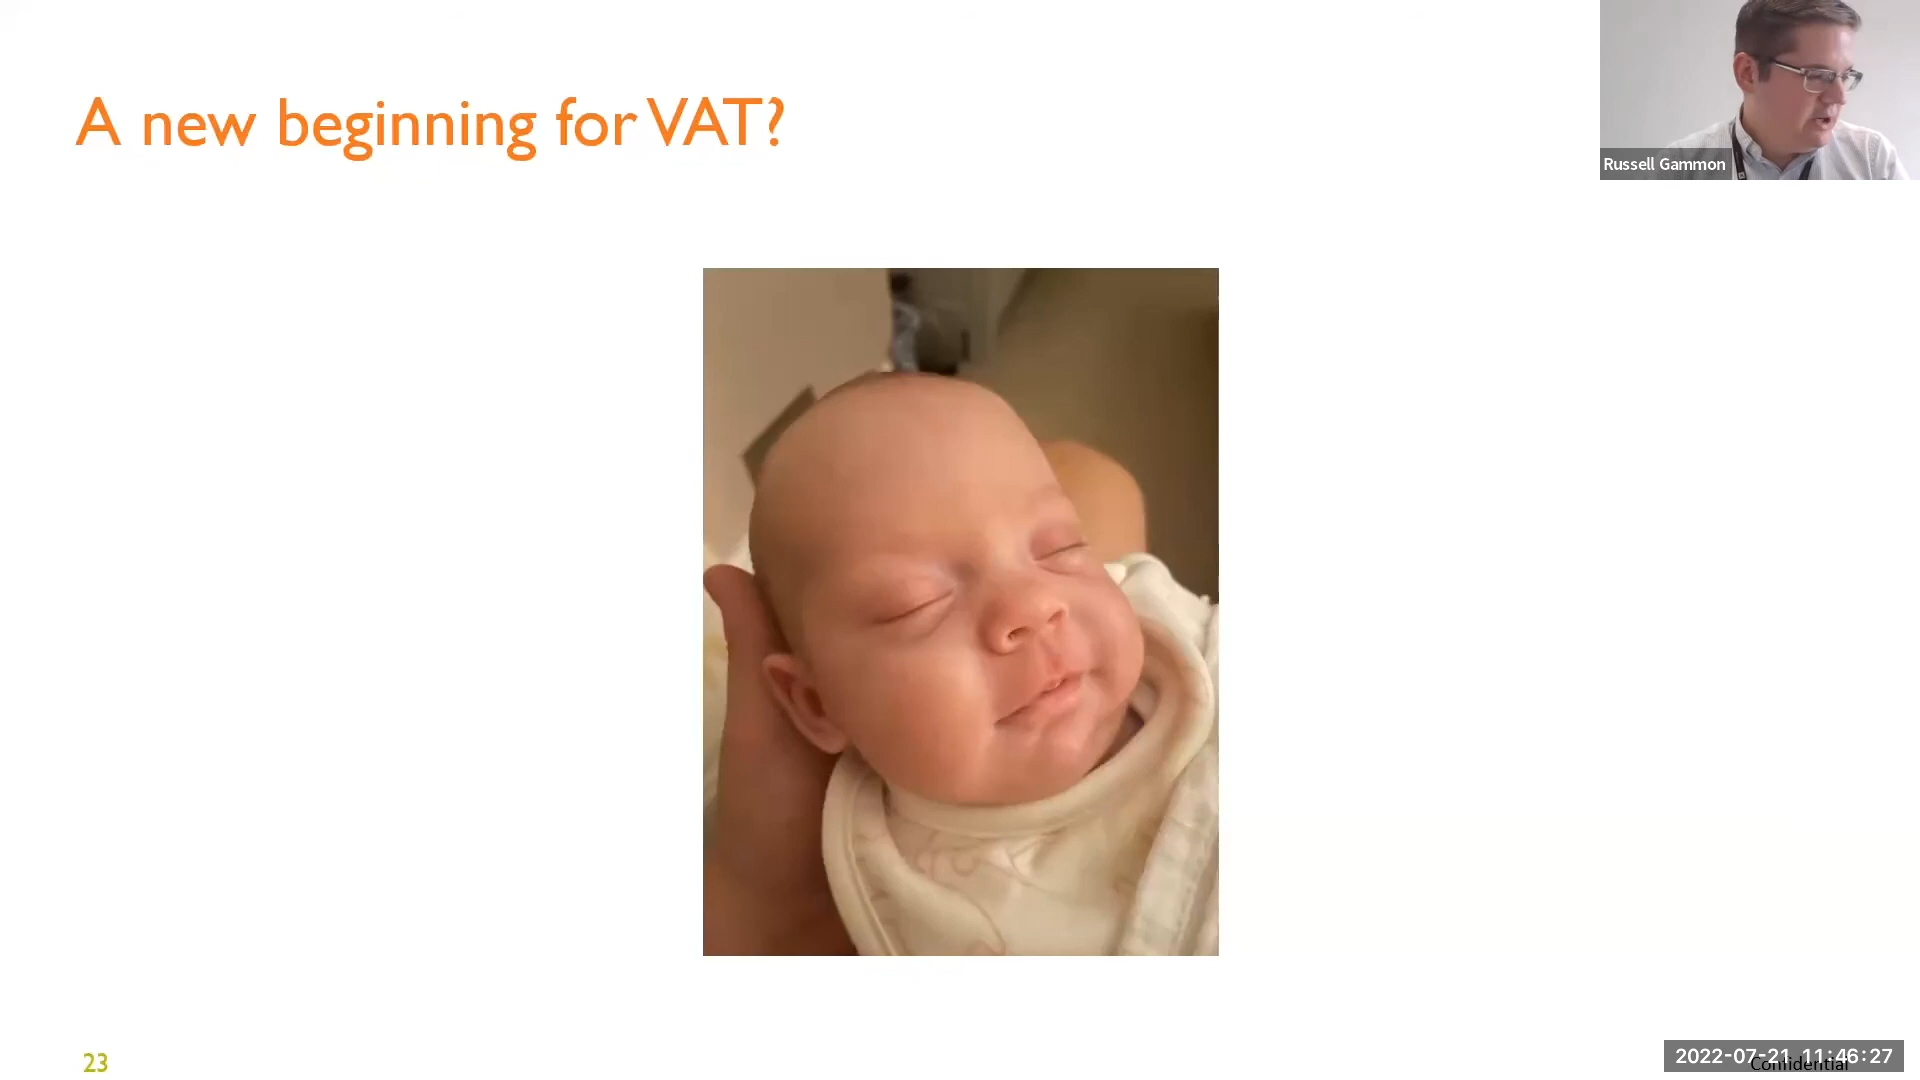 A new beginning for VAT?
Russell Gammon
23
2022-07-21 11:46:27
Confidential